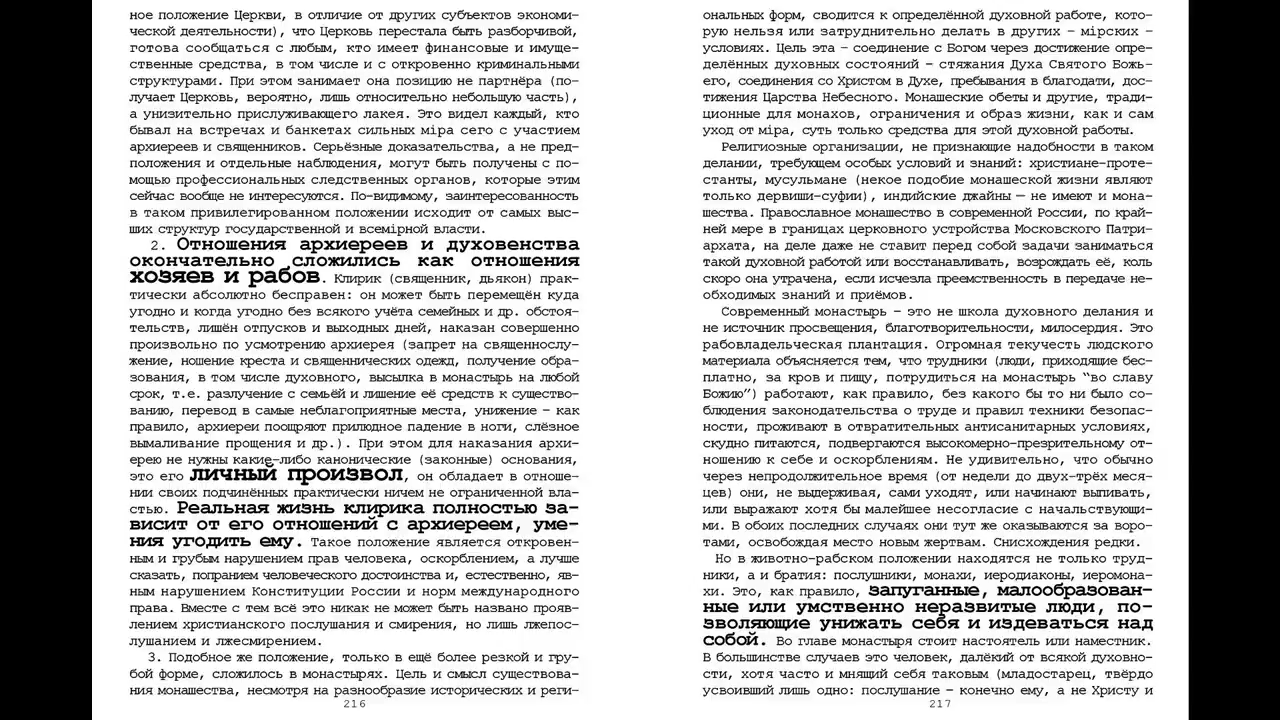 ное положение Церкви, в отличие от других субъектов экономи-
ческой деятельности), что Церковь перестала быть разборчивой,
готова сообщаться с любым, кто имеет финансовые и имуще-
ственные средства, в том числе и с откровенно криминальными
структурами. При этом занимает она позицию не партнёра (по-
лучает Церковь, вероятно, лишь относительно небольшую часть),
а унизительно прислуживающего лакея. Это видел каждый, кто
бывал на встречах и банкетах сильных мiра сего с участием
архиереев и священников. Серьёзные доказательства, а не пред-
положения и отдельные наблюдения, могут быть получены с по-
мощью профессиональных следственных органов, которые этим
сейчас вообще не интересуются. По-видимому, заинтересованность
в таком привилегированном положении исходит от самых выс-
ших структур государственной и всемiрной власти.
2. Отношения архиереев и духовенства
окончательно сложились как отношения
хозяев и рабов. Клирик (священник, дьякон) прак-
тически абсолютно бесправен: он может быть перемещён куда
угодно и когда угодно без всякого учёта семейных и др. обстоя-
тельств, лишён отпусков и выходных дней, наказан совершенно
произвольно по усмотрению архиерея (запрет на священнослу-
жение, ношение креста и священнических одежд, получение обра-
зования, в том числе духовного, высылка в монастырь на любой
срок, т.е. разлучение с семьёй и лишение её средств к существо-
ванию, перевод в самые неблагоприятные места, унижение – как
правило, архиереи поощряют прилюдное падение в ноги, слёзное
вымаливание прощения и др.). При этом для наказания архи-
ерею не нужны какие-либо канонические (законные) основания,
это его личный произвол, он обладает в отноше-
нии своих подчинённых практически ничем не ограниченной вла-
стью. Реальная жизнь клирика полностью за-
висит от его отношений с архиереем, уме-
ния угодить ему. Такое положение является откровен-
ным и грубым нарушением прав человека, оскорблением, а лучше
сказать, попранием человеческого достоинства и, естественно, яв-
ным нарушением Конституции России и норм международного
права. Вместе с тем всё это никак не может быть названо прояв-
лением христианского послушания и смирения, но лишь лжепос-
лушанием и лжесмирением.
3. Подобное же положение, только в ещё более резкой и гру-
бой форме, сложилось в монастырях. Цель и смысл существова-
ния монашества, несмотря на разнообразие исторических и реги-
216
ональных форм, сводится к определённой духовной работе, кото-
рую нельзя или затруднительно делать в других – мiрских –
условиях. Цель эта – соединение с Богом через достижение опре-
делённых духовных состояний – стяжания Духа Святого Божь-
его, соединения со Христом в Духе, пребывания в благодати, дос-
тижения Царства Небесного. Монашеские обеты и другие, тради-
ционные для монахов, ограничения и образ жизни, как и сам
уход от мiра, суть только средства для этой духовной работы.
Религиозные организации, не признающие надобности в таком
делании, требующем особых условий и знаний: христиане-проте-
станты, мусульмане (некое подобие монашеской жизни являют
только дервиши-суфии), индийские джайны — не имеют и мона-
шества. Православное монашество в современной России, по край-
ней мере в границах церковного устройства Московского Патри-
архата, на деле даже не ставит перед собой задачи заниматься
такой духовной работой или восстанавливать, возрождать её, коль
скоро она утрачена, если исчезла преемственность в передаче не-
обходимых знаний и приёмов.
Современный монастырь – это не школа духовного делания и
не источник просвещения, благотворительности, милосердия. Это
рабовладельческая плантация. Огромная текучесть людского
материала объясняется тем, что трудники (люди, приходящие бес-
платно, за кров и пищу, потрудиться на монастырь “во славу
Божию”) работают, как правило, без какого бы то ни было со-
блюдения законодательства о труде и правил техники безопас-
ности, проживают в отвратительных антисанитарных условиях,
скудно питаются, подвергаются высокомерно-презрительному от-
ношению к себе и оскорблениям. Не удивительно, что обычно
через непродолжительное время (от недели до двух-трёх меся-
цев) они, не выдерживая, сами уходят, или начинают выпивать,
или выражают хотя бы малейшее несогласие с начальствующи-
ми. В обоих последних случаях они тут же оказываются за воро-
тами, освобождая место новым жертвам. Снисхождения редки.
Но в животно-рабском положении находятся не только труд-
ники, а и братия: послушники, монахи, иеродиаконы, иеромона-
хи. Это, как правило, запуганные, малообразован-
ные или умственно неразвитые люди, по-
зволяющие унижать себя и издеваться над
собой. Во главе монастыря стоит настоятель или наместник.
В большинстве случаев это человек, далёкий от всякой духовно-
сти, хотя часто и мнящий себя таковым (младостарец, твёрдо
усвоивший лишь одно: послушание – конечно ему, а не Христу и
217